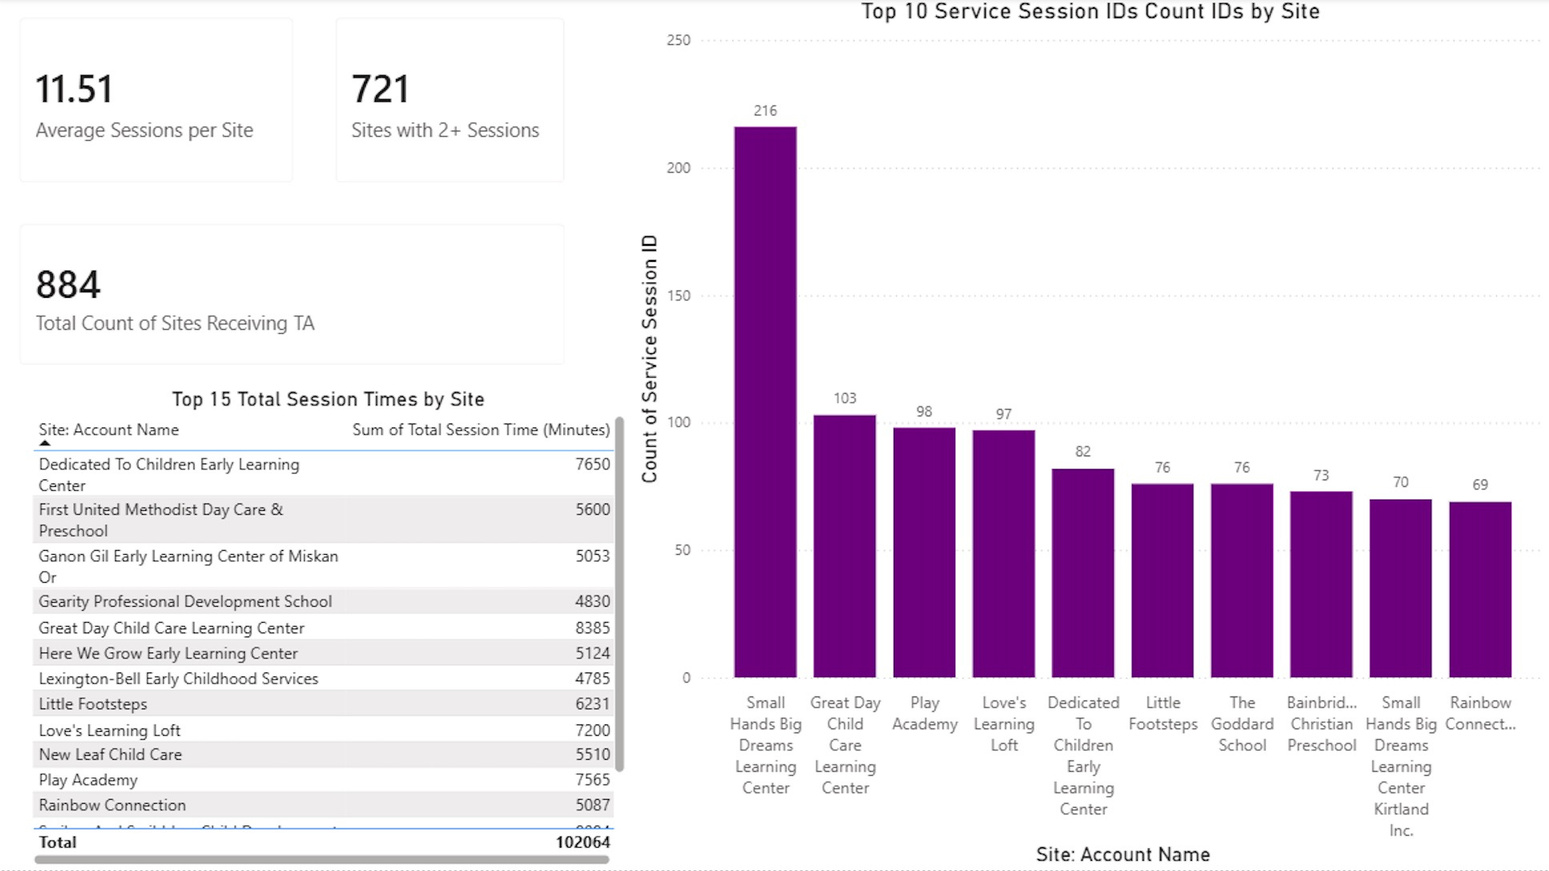 11.51
Average Sessions per Site
721
Sites with 2+ Sessions
884
Total Count of Sites Receiving TA
Top 15 Total Session Times by Site
Site: Account Name Sum of Total Session Time (Minutes)
Dedicated To Children Early Learning 7650
Center
First United Methodist Day Care & 5600
Preschool
Ganon Gil Early Learning Center of Miskan 5053
Or
Gearity Professional Development School 4830
Great Day Child Care Learning Center 8385
Here We Grow Early Learning Center 5124
Lexington-Bell Early Childhood Services 4785
Little Footsteps 6231
Love's Learning Loft 7200
New Leaf Child Care 5510
Play Academy 7565
Rainbow Connection 5087
Total 102064
Top 10 Service Session IDs Count IDs by Site
Count of Service Session ID
250
200
150
100
50
0
216
103
98
97
82
76
76
73
70
69
Small
Hands Big
Dreams
Learning
Center
Great Day
Child
Care
Learning
Center
Play
Academy
Love's
Learning
Loft
Dedicated
To
Children
Early
Learning
Center
Little
Footsteps
The
Goddard
School
Bainbrid...
Christian
Preschool
Small
Hands Big
Dreams
Learning
Center
Kirtland
Inc.
Rainbow
Connect...
Site: Account Name